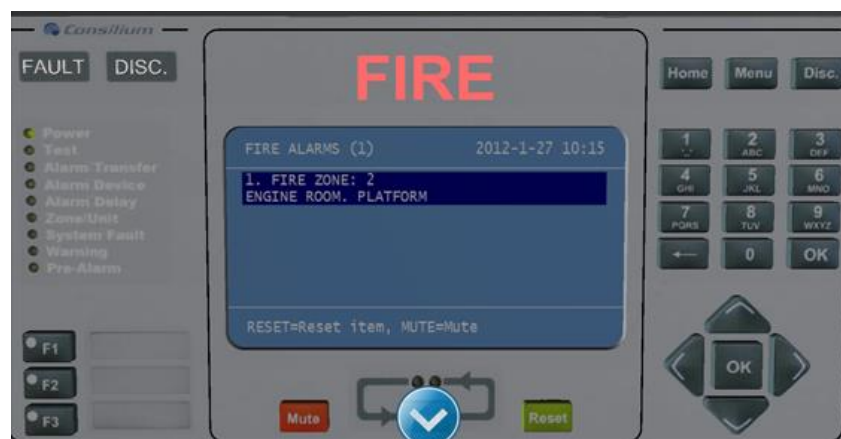 Consilium
FAULT DISC.
FIRE
Home Menu Disc.
Power
Test
Alarm Transfer
Alarm Device
Alarm Delay
Zone/Unit
System Fault
Warning
Pre-Alarm
FIRE ALARMS (1) 2012-1-27 10:15
1. FIRE ZONE: 2
ENGINE ROOM. PLATFORM
RESET=Reset item, MUTE=Mute
1 2 ABC 3 DEF
4 GHI 5 JKL 6 MNO
7 PQRS 8 TUV 9 WXYZ
0 OK
OK
F1
F2
F3
Mute Reset